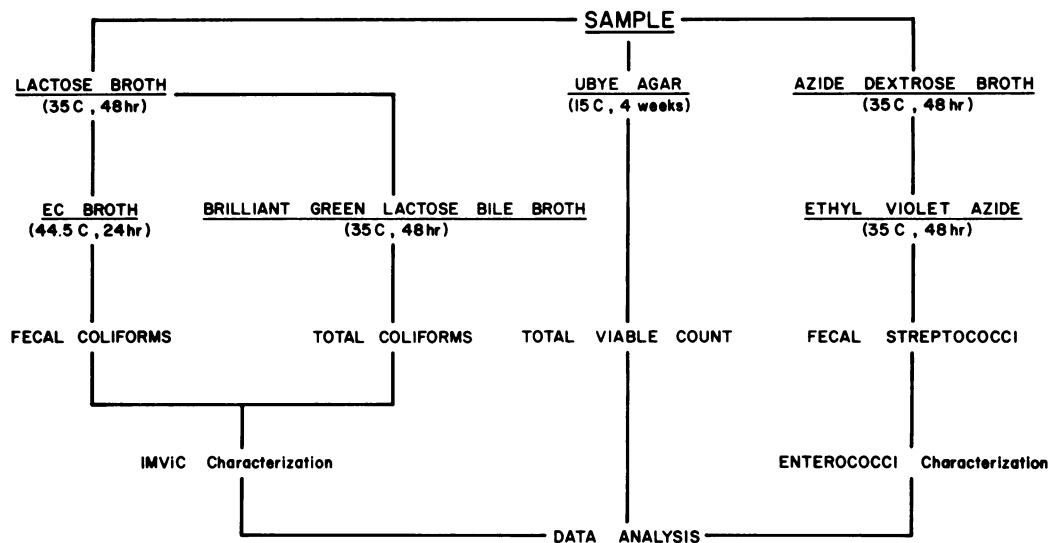 SAMPLE
LACTOSE BROTH
(35 C , 48 hr)
UBYE AGAR
(15 C , 4 weeks)
AZIDE DEXTROSE BROTH
(35 C , 48 hr)
EC BROTH
(44.5 C , 24 hr)
BRILLIANT GREEN LACTOSE BILE BROTH
(35 C , 48 hr)
ETHYL VIOLET AZIDE
(35 C , 48 hr)
FECAL COLIFORMS
TOTAL COLIFORMS
TOTAL VIABLE COUNT
FECAL STREPTOCOCCI
IMViC Characterization
ENTEROCOCCI Characterization
DATA ANALYSIS